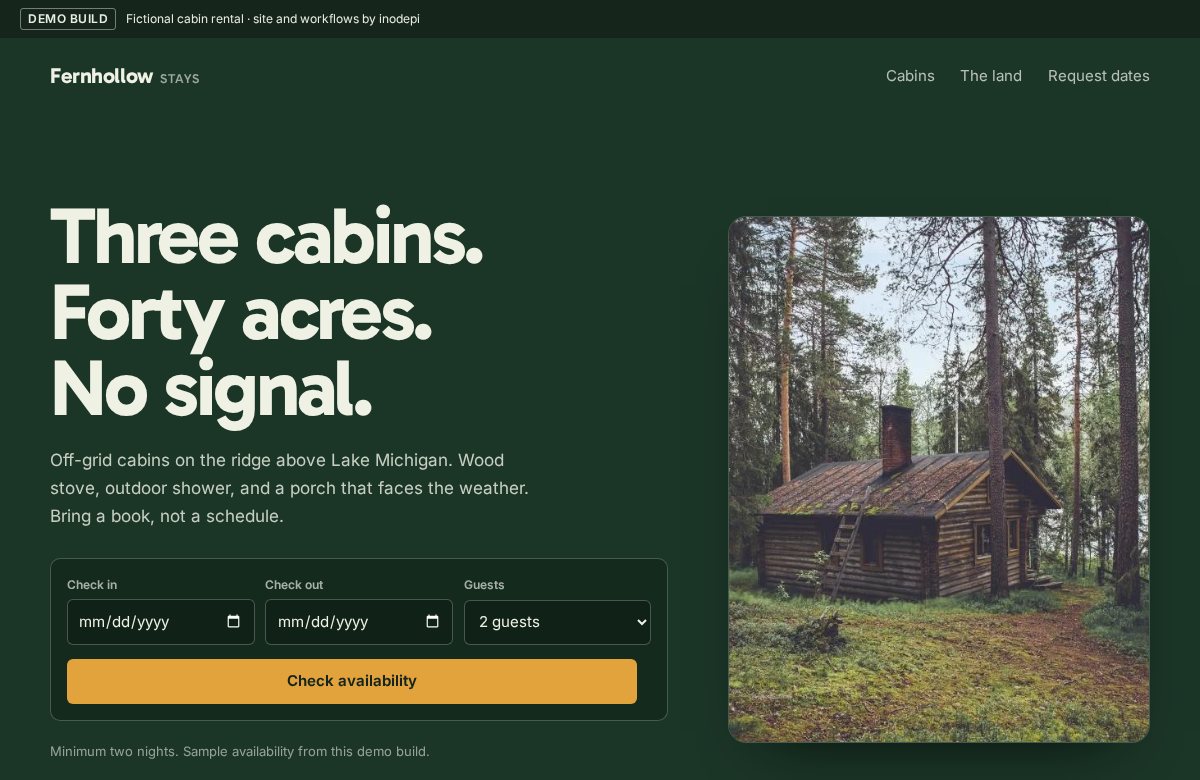 DEMO BUILD Fictional cabin rental · site and workflows by inodepi
Fernhollow STAYS
Cabins The land Request dates
Three cabins.
Forty acres.
No signal.
Off-grid cabins on the ridge above Lake Michigan. Wood
stove, outdoor shower, and a porch that faces the weather.
Bring a book, not a schedule.
Check in Check out Guests
mm/dd/yyyy mm/dd/yyyy 2 guests
Check availability
Minimum two nights. Sample availability from this demo build.